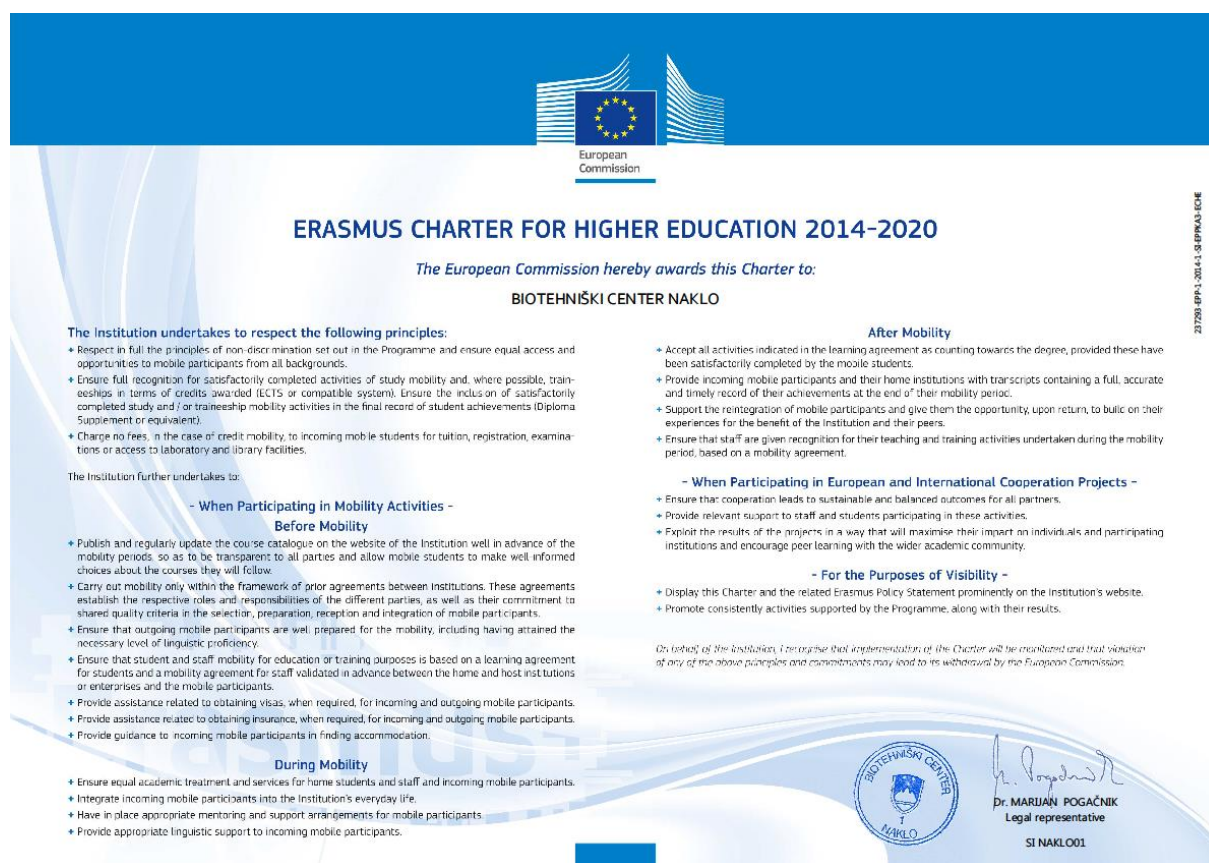 European
Commission
ERASMUS CHARTER FOR HIGHER EDUCATION 2014-2020
The European Commission hereby awards this Charter to:
BIOTEHNIŠKI CENTER NAKLO
237293-EPP-1-2014-1-SI-EPPKA3-ECHE
The Institution undertakes to respect the following principles:
+ Respect in full the principles of non-discrimination set out in the Programme and ensure equal access and
opportunities to mobile participants from all backgrounds.
+ Ensure full recognition for satisfactorily completed activities of study mobility and, where possible, train-
eeships in terms of credits awarded (ECTS or compatible system). Ensure the inclusion of satisfactorily
completed study and / or traineeship mobility activities in the final record of student achievements (Diploma
Supplement or equivalent).
+ Charge no fees, in the case of credit mobility, to incoming mobile students for tuition, registration, examina-
tions or access to laboratory and library facilities.
The Institution further undertakes to:
- When Participating in Mobility Activities -
Before Mobility
+ Publish and regularly update the course catalogue on the website of the Institution well in advance of the
mobility periods, so as to be transparent to all parties and allow mobile students to make well-informed
choices about the courses they will follow.
+ Carry out mobility only within the framework of prior agreements between institutions. These agreements
establish the respective roles and responsibilities of the different parties, as well as their commitment to
shared quality criteria in the selection, preparation, reception and integration of mobile participants.
+ Ensure that outgoing mobile participants are well prepared for the mobility, including having attained the
necessary level of linguistic proficiency.
+ Ensure that student and staff mobility for education or training purposes is based on a learning agreement
for students and a mobility agreement for staff validated in advance between the home and host institutions
or enterprises and the mobile participants.
+ Provide assistance related to obtaining visas, when required, for incoming and outgoing mobile participants.
+ Provide assistance related to obtaining insurance, when required, for incoming and outgoing mobile participants.
+ Provide guidance to incoming mobile participants in finding accommodation.
During Mobility
+ Ensure equal academic treatment and services for home students and staff and incoming mobile participants.
+ Integrate incoming mobile participants into the Institution's everyday life.
+ Have in place appropriate mentoring and support arrangements for mobile participants.
+ Provide appropriate linguistic support to incoming mobile participants.
After Mobility
+ Accept all activities indicated in the learning agreement as counting towards the degree, provided these have
been satisfactorily completed by the mobile students.
+ Provide incoming mobile participants and their home institutions with transcripts containing a full, accurate
and timely record of their achievements at the end of their mobility period.
+ Support the reintegration of mobile participants and give them the opportunity, upon return, to build on their
experiences for the benefit of the Institution and their peers.
+ Ensure that staff are given recognition for their teaching and training activities undertaken during the mobility
period, based on a mobility agreement.
- When Participating in European and International Cooperation Projects -
+ Ensure that cooperation leads to sustainable and balanced outcomes for all partners.
+ Provide relevant support to staff and students participating in these activities.
+ Exploit the results of the projects in a way that will maximise their impact on individuals and participating
institutions and encourage peer learning with the wider academic community.
- For the Purposes of Visibility -
+ Display this Charter and the related Erasmus Policy Statement prominently on the Institution's website.
+ Promote consistently activities supported by the Programme, along with their results.
On behalf of the Institution, I recognise that implementation of the Charter will be monitored and that violation
of any of the above principles and commitments may lead to its withdrawal by the European Commission.
BIOTEHNIŠKI CENTER
1
NAKLO
Dr. MARIJAN POGAČNIK
Legal representative
SI NAKLO01
Erasmus+